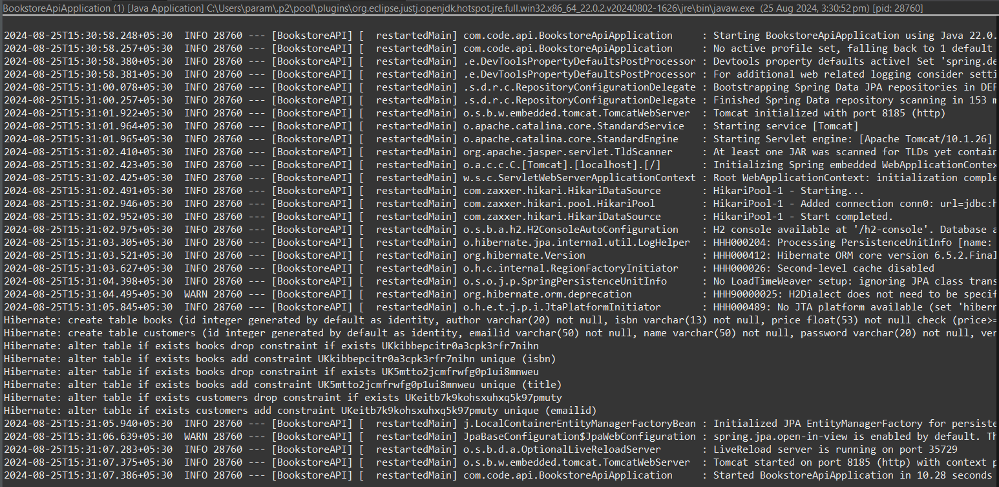 BookstoreApiApplication (1) [Java Application] C:\Users\param\.p2\pool\plugins\org.eclipse.justj.openjdk.hotspot.jre.full.win32.x86_64_22.0.2.v20240802-1626\jre\bin\javaw.exe (25 Aug 2024, 3:30:52 pm) [pid: 28760]
2024-08-25T15:30:58.248+05:30  INFO 28760 --- [BookstoreAPI] [  restartedMain] com.code.api.BookstoreApiApplication     : Starting BookstoreApiApplication using Java 22.0.
2024-08-25T15:30:58.257+05:30  INFO 28760 --- [BookstoreAPI] [  restartedMain] com.code.api.BookstoreApiApplication     : No active profile set, falling back to 1 default
2024-08-25T15:30:58.380+05:30  INFO 28760 --- [BookstoreAPI] [  restartedMain] .e.DevToolsPropertyDefaultsPostProcessor : Devtools property defaults active! Set 'spring.de
2024-08-25T15:30:58.381+05:30  INFO 28760 --- [BookstoreAPI] [  restartedMain] .e.DevToolsPropertyDefaultsPostProcessor : For additional web related logging consider setti
2024-08-25T15:31:00.078+05:30  INFO 28760 --- [BookstoreAPI] [  restartedMain] .s.d.r.c.RepositoryConfigurationDelegate : Bootstrapping Spring Data JPA repositories in DEF
2024-08-25T15:31:00.257+05:30  INFO 28760 --- [BookstoreAPI] [  restartedMain] .s.d.r.c.RepositoryConfigurationDelegate : Finished Spring Data repository scanning in 153 m
2024-08-25T15:31:01.922+05:30  INFO 28760 --- [BookstoreAPI] [  restartedMain] o.s.b.w.embedded.tomcat.TomcatWebServer  : Tomcat initialized with port 8185 (http)
2024-08-25T15:31:01.964+05:30  INFO 28760 --- [BookstoreAPI] [  restartedMain] o.apache.catalina.core.StandardService   : Starting service [Tomcat]
2024-08-25T15:31:01.965+05:30  INFO 28760 --- [BookstoreAPI] [  restartedMain] o.apache.catalina.core.StandardEngine    : Starting Servlet engine: [Apache Tomcat/10.1.26]
2024-08-25T15:31:02.410+05:30  INFO 28760 --- [BookstoreAPI] [  restartedMain] org.apache.jasper.servlet.TldScanner     : At least one JAR was scanned for TLDs yet contain
2024-08-25T15:31:02.423+05:30  INFO 28760 --- [BookstoreAPI] [  restartedMain] o.a.c.c.C.[Tomcat].[localhost].[/]       : Initializing Spring embedded WebApplicationContex
2024-08-25T15:31:02.425+05:30  INFO 28760 --- [BookstoreAPI] [  restartedMain] w.s.c.ServletWebServerApplicationContext : Root WebApplicationContext: initialization comple
2024-08-25T15:31:02.491+05:30  INFO 28760 --- [BookstoreAPI] [  restartedMain] com.zaxxer.hikari.HikariDataSource       : HikariPool-1 - Starting...
2024-08-25T15:31:02.946+05:30  INFO 28760 --- [BookstoreAPI] [  restartedMain] com.zaxxer.hikari.pool.HikariPool        : HikariPool-1 - Added connection conn0: url=jdbc:h
2024-08-25T15:31:02.952+05:30  INFO 28760 --- [BookstoreAPI] [  restartedMain] com.zaxxer.hikari.HikariDataSource       : HikariPool-1 - Start completed.
2024-08-25T15:31:02.975+05:30  INFO 28760 --- [BookstoreAPI] [  restartedMain] o.s.b.a.h2.H2ConsoleAutoConfiguration    : H2 console available at '/h2-console'. Database a
2024-08-25T15:31:03.305+05:30  INFO 28760 --- [BookstoreAPI] [  restartedMain] o.hibernate.jpa.internal.util.LogHelper  : HHH000204: Processing PersistenceUnitInfo [name:
2024-08-25T15:31:03.521+05:30  INFO 28760 --- [BookstoreAPI] [  restartedMain] org.hibernate.Version                    : HHH000412: Hibernate ORM core version 6.5.2.Final
2024-08-25T15:31:03.627+05:30  INFO 28760 --- [BookstoreAPI] [  restartedMain] o.h.c.internal.RegionFactoryInitiator    : HHH000026: Second-level cache disabled
2024-08-25T15:31:04.398+05:30  INFO 28760 --- [BookstoreAPI] [  restartedMain] o.s.o.j.p.SpringPersistenceUnitInfo      : No LoadTimeWeaver setup: ignoring JPA class trans
2024-08-25T15:31:04.495+05:30  WARN 28760 --- [BookstoreAPI] [  restartedMain] org.hibernate.orm.deprecation            : HHH90000025: H2Dialect does not need to be specif
2024-08-25T15:31:05.845+05:30  INFO 28760 --- [BookstoreAPI] [  restartedMain] o.h.e.t.j.p.i.JtaPlatformInitiator       : HHH000489: No JTA platform available (set 'hibern
Hibernate: create table books (id integer generated by default as identity, author varchar(20) not null, isbn varchar(13) not null, price float(53) not null check (price>=
Hibernate: create table customers (id integer generated by default as identity, emailid varchar(50) not null, name varchar(50) not null, password varchar(20) not null, ver
Hibernate: alter table if exists books drop constraint if exists UKkibbepcitr0a3cpk3rfr7nihn
Hibernate: alter table if exists books add constraint UKkibbepcitr0a3cpk3rfr7nihn unique (isbn)
Hibernate: alter table if exists books drop constraint if exists UK5mtto2jcmfrwfg0p1ui8mnweu
Hibernate: alter table if exists books add constraint UK5mtto2jcmfrwfg0p1ui8mnweu unique (title)
Hibernate: alter table if exists customers drop constraint if exists UKeitb7k9kohsxuhxq5k97pmuty
Hibernate: alter table if exists customers add constraint UKeitb7k9kohsxuhxq5k97pmuty unique (emailid)
2024-08-25T15:31:05.940+05:30  INFO 28760 --- [BookstoreAPI] [  restartedMain] j.LocalContainerEntityManagerFactoryBean : Initialized JPA EntityManagerFactory for persiste
2024-08-25T15:31:06.639+05:30  WARN 28760 --- [BookstoreAPI] [  restartedMain] JpaBaseConfiguration$JpaWebConfiguration : spring.jpa.open-in-view is enabled by default. Th
2024-08-25T15:31:07.283+05:30  INFO 28760 --- [BookstoreAPI] [  restartedMain] o.s.b.d.a.OptionalLiveReloadServer       : LiveReload server is running on port 35729
2024-08-25T15:31:07.375+05:30  INFO 28760 --- [BookstoreAPI] [  restartedMain] o.s.b.w.embedded.tomcat.TomcatWebServer  : Tomcat started on port 8185 (http) with context p
2024-08-25T15:31:07.386+05:30  INFO 28760 --- [BookstoreAPI] [  restartedMain] com.code.api.BookstoreApiApplication     : Started BookstoreApiApplication in 10.28 seconds